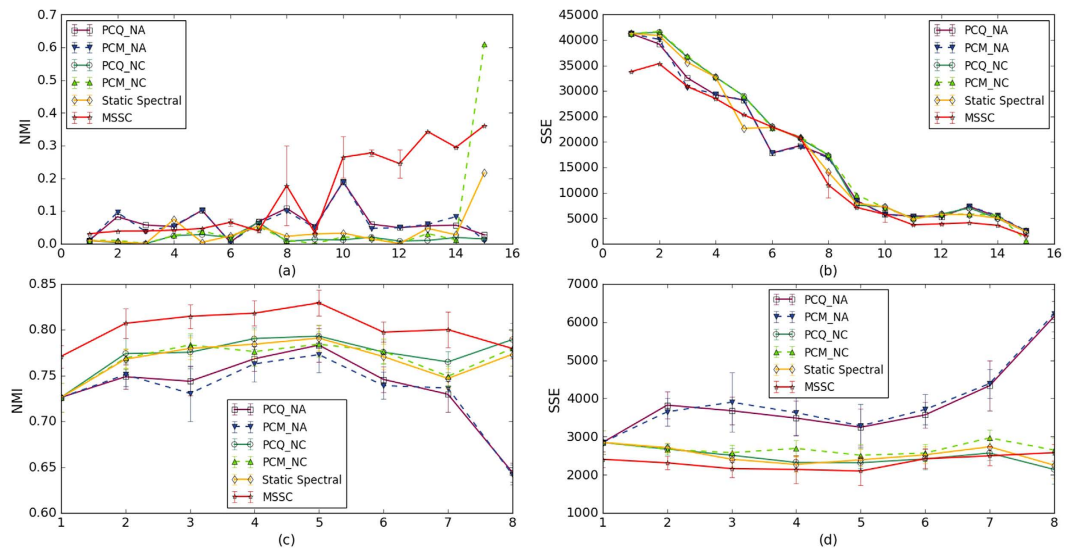 0.7
0.6
0.5
0.4
0.3
0.2
0.1
0.0
NMI
PCQ_NA
PCM_NA
PCQ_NC
PCM_NC
Static Spectral
MSSC
0 2 4 6 8 10 12 14 16
(a)
45000
40000
35000
30000
25000
20000
15000
10000
5000
0
SSE
PCQ_NA
PCM_NA
PCQ_NC
PCM_NC
Static Spectral
MSSC
0 2 4 6 8 10 12 14 16
(b)
0.85
0.80
0.75
0.70
0.65
0.60
NMI
PCQ_NA
PCM_NA
PCQ_NC
PCM_NC
Static Spectral
MSSC
1 2 3 4 5 6 7 8
(c)
7000
6000
5000
4000
3000
2000
1000
SSE
PCQ_NA
PCM_NA
PCQ_NC
PCM_NC
Static Spectral
MSSC
1 2 3 4 5 6 7 8
(d)